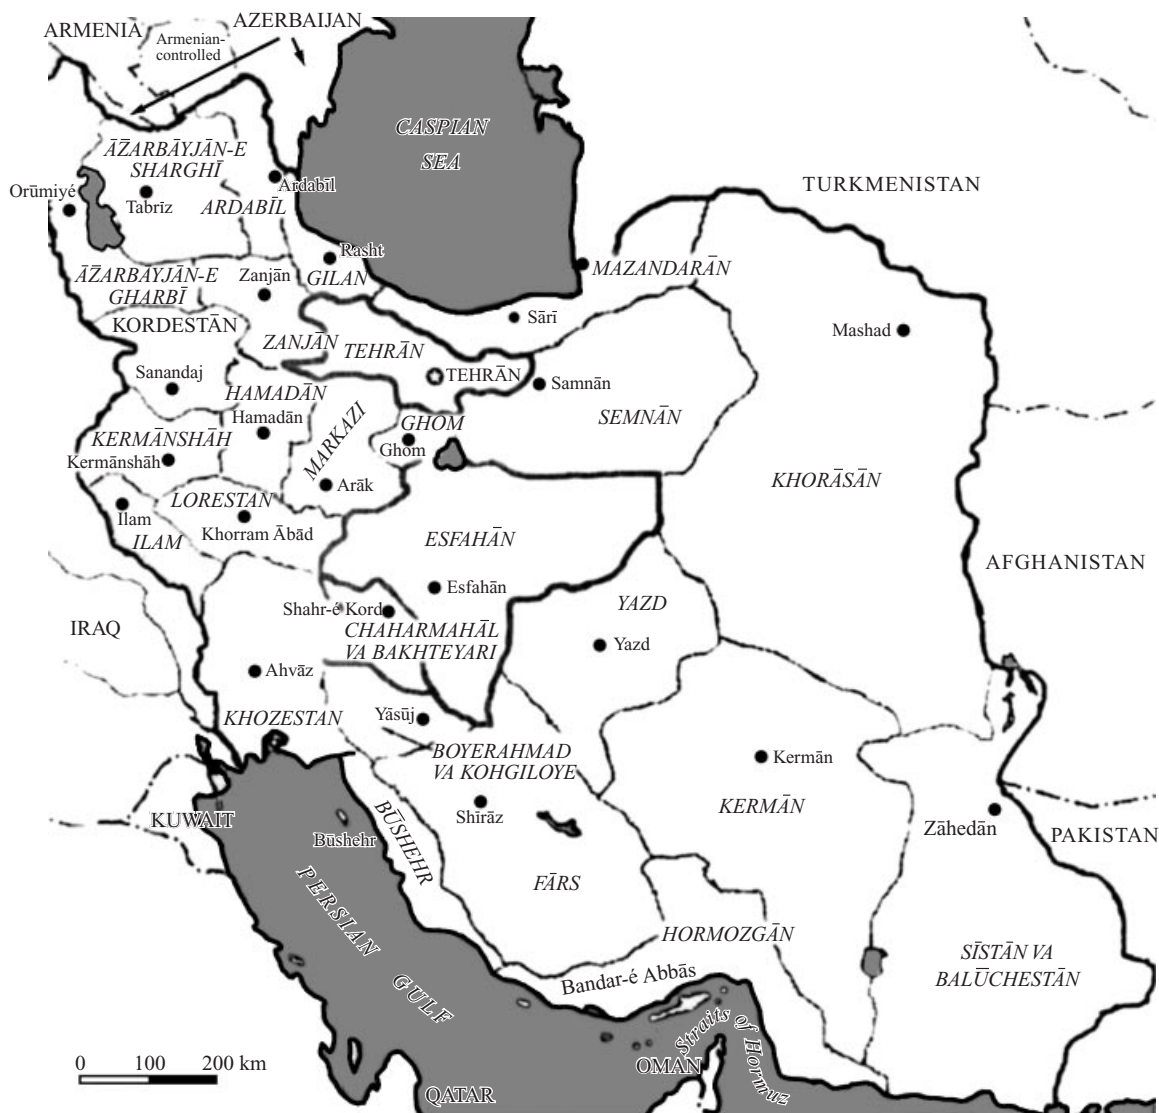 AZERBAIJAN
ARMENIA
Armenian-
controlled
CASPIAN
SEA
ĀZ̄ARBĀYJĀN-E
SHARGHĪ
Ardabīl
TURKMENISTAN
Orūmiyé
Tabrīz
ARDABĪL
Rasht
MAZANDARĀN
ĀZ̄ARBAYJĀN-E
GHARBĪ
Zanjān
GILAN
KORDESTĀN
Sārī
Mashad
ZANJĀN
TEHRĀN
Sanandaj
TEHRĀN
Samnān
HAMADĀN
Hamadān
MARKAZI
GHOM
SEMNĀN
KERMĀNSHĀH
Ghom
Kermānshāh
KHORĀSĀN
Arāk
LORESTAN
Ilam
Khorram Ābād
ILAM
ESFAHĀN
AFGHANISTAN
Esfahān
YAZD
Shahr-é Kord
IRAQ
CHAHARMAHĀL
VA BAKHTEYARI
Yazd
Ahvāz
KHOZESTAN
Yāsūj
BOYERAHMAD
VA KOHGILOYE
Kermān
KERMĀN
KUWAIT
Shīrāz
BŪSHEHR
Būshehr
Zāhedān
PAKISTAN
FĀRS
PERSIAN GULF
HORMOZGĀN
SĪSTĀN VA
BALŪCHESTĀN
Bandar-é Abbās
Straits of Hormuz
0 100 200 km
OMAN
QATAR